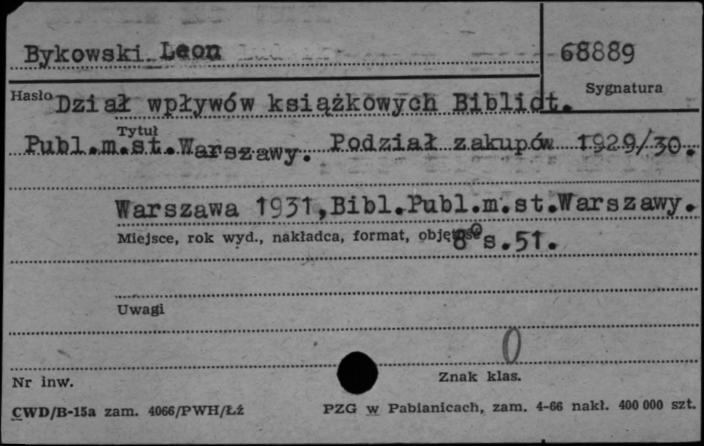 Bykowski Leon 68889
Hasło Sygnatura
Dział wpływów książkowych Bibliot.
Tytuł
Publ.m.st.Warszawy. Podział zakupów 1929/30.
Warszawa 1931,Bibl.Publ.m.st.Warszawy.
Miejsce, rok wyd., nakładca, format, objętość 8° s.51.
Uwagi
0
Nr inw. Znak klas.
CWD/B-15a zam. 4066/PWH/Łź PZG w Pabianicach, zam. 4-66 nakł. 400 000 szt.